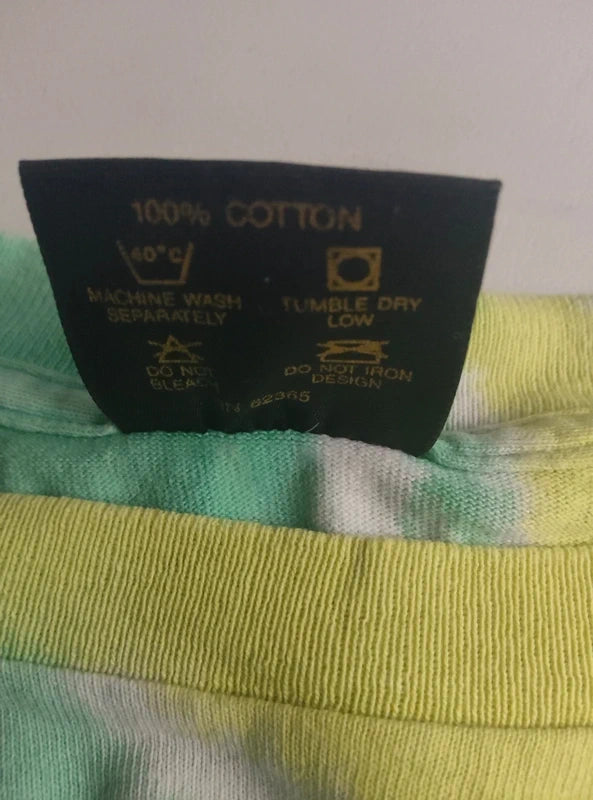 100% COTTON
40°C
MACHINE WASH
SEPARATELY
TUMBLE DRY
LOW
DO NOT
BLEACH
DO NOT IRON
DESIGN
82365